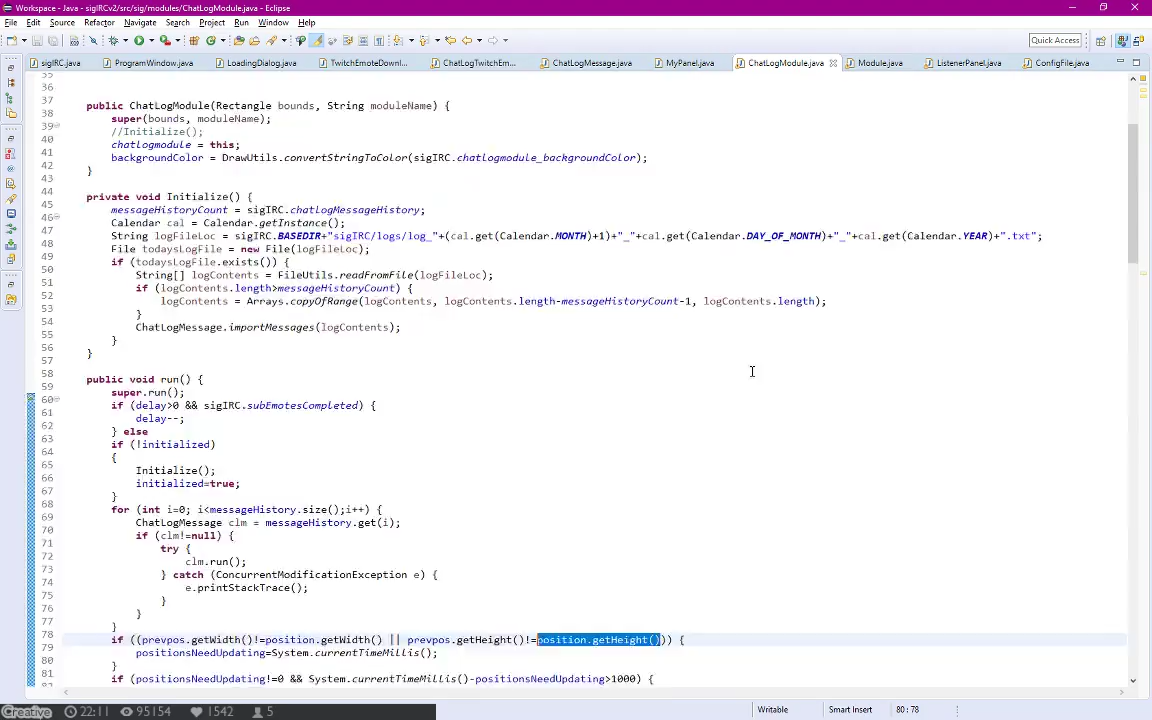 Workspace - Java - sigIRCv2/src/sig/modules/ChatLogModule.java - Eclipse
File Edit Source Refactor Navigate Search Project Run Window Help
Quick Access
sigIRC.java ProgramWindow.java LoadingDialog.java TwitchEmoteDownl... ChatLogTwitchEm... ChatLogMessage.java MyPanel.java ChatLogModule.java Module.java ListenerPanel.java ConfigFile.java
35
36
37 public ChatLogModule(Rectangle bounds, String moduleName) {
38 super(bounds, moduleName);
39 //Initialize();
40 chatlogmodule = this;
41 backgroundColor = DrawUtils.convertStringToColor(sigIRC.chatlogmodule_backgroundColor);
42 }
43
44 private void Initialize() {
45 messageHistoryCount = sigIRC.chatlogMessageHistory;
46 Calendar cal = Calendar.getInstance();
47 String logFileLoc = sigIRC.BASEDIR+"sigIRC/logs/log_"+(cal.get(Calendar.MONTH)+1)+"_"+cal.get(Calendar.DAY_OF_MONTH)+"_"+cal.get(Calendar.YEAR)+".txt";
48 File todaysLogFile = new File(logFileLoc);
49 if (todaysLogFile.exists()) {
50 String[] logContents = FileUtils.readFromFile(logFileLoc);
51 if (logContents.length>messageHistoryCount) {
52 logContents = Arrays.copyOfRange(logContents, logContents.length-messageHistoryCount-1, logContents.length);
53 }
54 ChatLogMessage.importMessages(logContents);
55 }
56 }
57
58 public void run() {
59 super.run();
60 if (delay>0 && sigIRC.subEmotesCompleted) {
61 delay--;
62 } else
63 if (!initialized)
64 {
65 Initialize();
66 initialized=true;
67 }
68 for (int i=0; i<messageHistory.size();i++) {
69 ChatLogMessage clm = messageHistory.get(i);
70 if (clm!=null) {
71 try {
72 clm.run();
73 } catch (ConcurrentModificationException e) {
74 e.printStackTrace();
75 }
76 }
77 }
78 if ((prevpos.getWidth()!=position.getWidth() || prevpos.getHeight()!=position.getHeight())) {
79 positionsNeedUpdating=System.currentTimeMillis();
80 }
81 if (positionsNeedUpdating!=0 && System.currentTimeMillis()-positionsNeedUpdating>1000) {
Creative 22:11 95154 1542 5
Writable Smart Insert 80 : 78